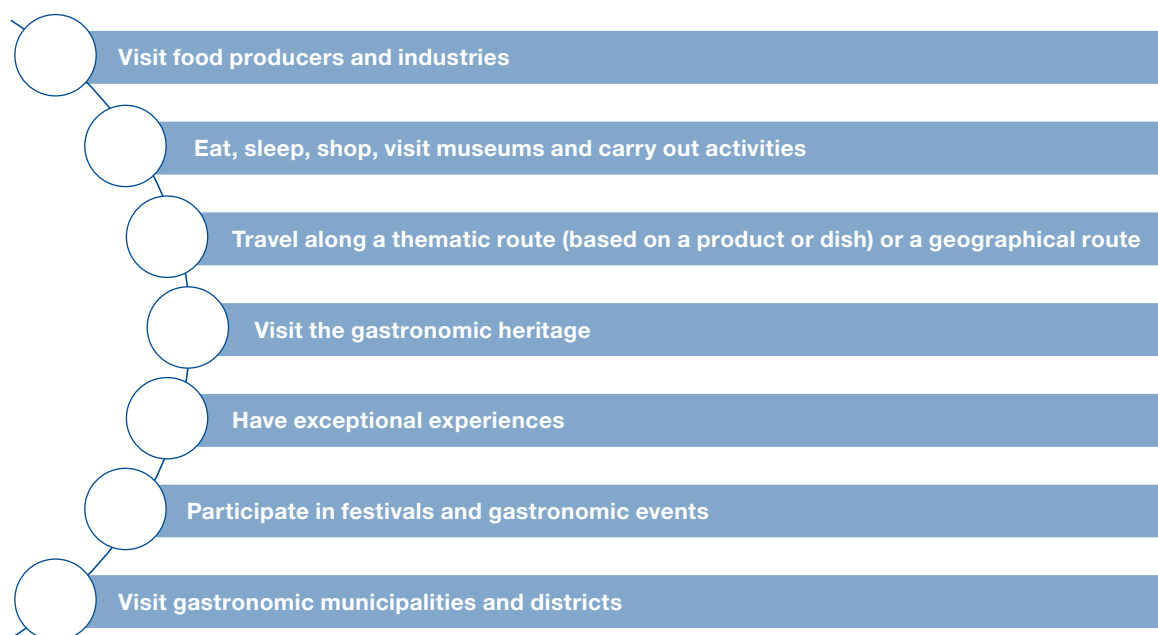 Visit food producers and industries
Eat, sleep, shop, visit museums and carry out activities
Travel along a thematic route (based on a product or dish) or a geographical route
Visit the gastronomic heritage
Have exceptional experiences
Participate in festivals and gastronomic events
Visit gastronomic municipalities and districts